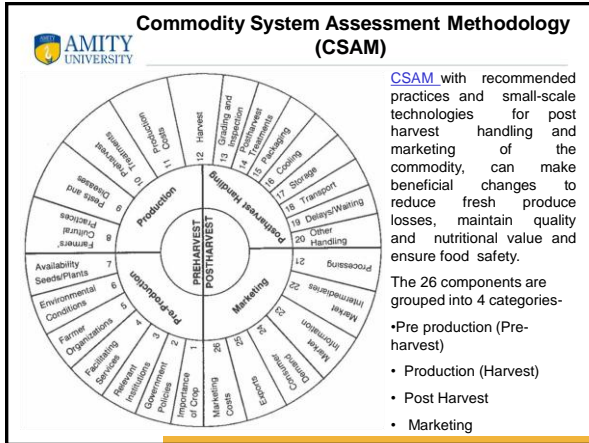 Commodity System Assessment Methodology
(CSAM)
AMITY
UNIVERSITY
CSAM with recommended
practices and small-scale
technologies for post
harvest handling and
marketing of the
commodity, can make
beneficial changes to
reduce fresh produce
losses, maintain quality
and nutritional value and
ensure food safety.
The 26 components are
grouped into 4 categories-
•Pre production (Pre-
harvest)
• Production (Harvest)
• Post Harvest
• Marketing
PREHARVEST
POSTHARVEST
Pre-Production
Production
Postharvest Handling
Marketing
1 Importance of Crop
2 Government Policies
3 Relevant Institutions
4 Facilitating Services
5 Farmer Organizations
6 Environmental Conditions
7 Availability Seeds/Plants
8 Farmers' Cultural Practices
9 Pests and Diseases
10 Preharvest Treatments
11 Production Costs
12 Harvest
13 Grading and Inspection
14 Postharvest Treatments
15 Packaging
16 Cooling
17 Storage
18 Transport
19 Delays/Waiting
20 Other Handling
21 Processing
22 Market Intermediaries
23 Market Information
24 Consumer Demand
25 Exports
26 Marketing Costs